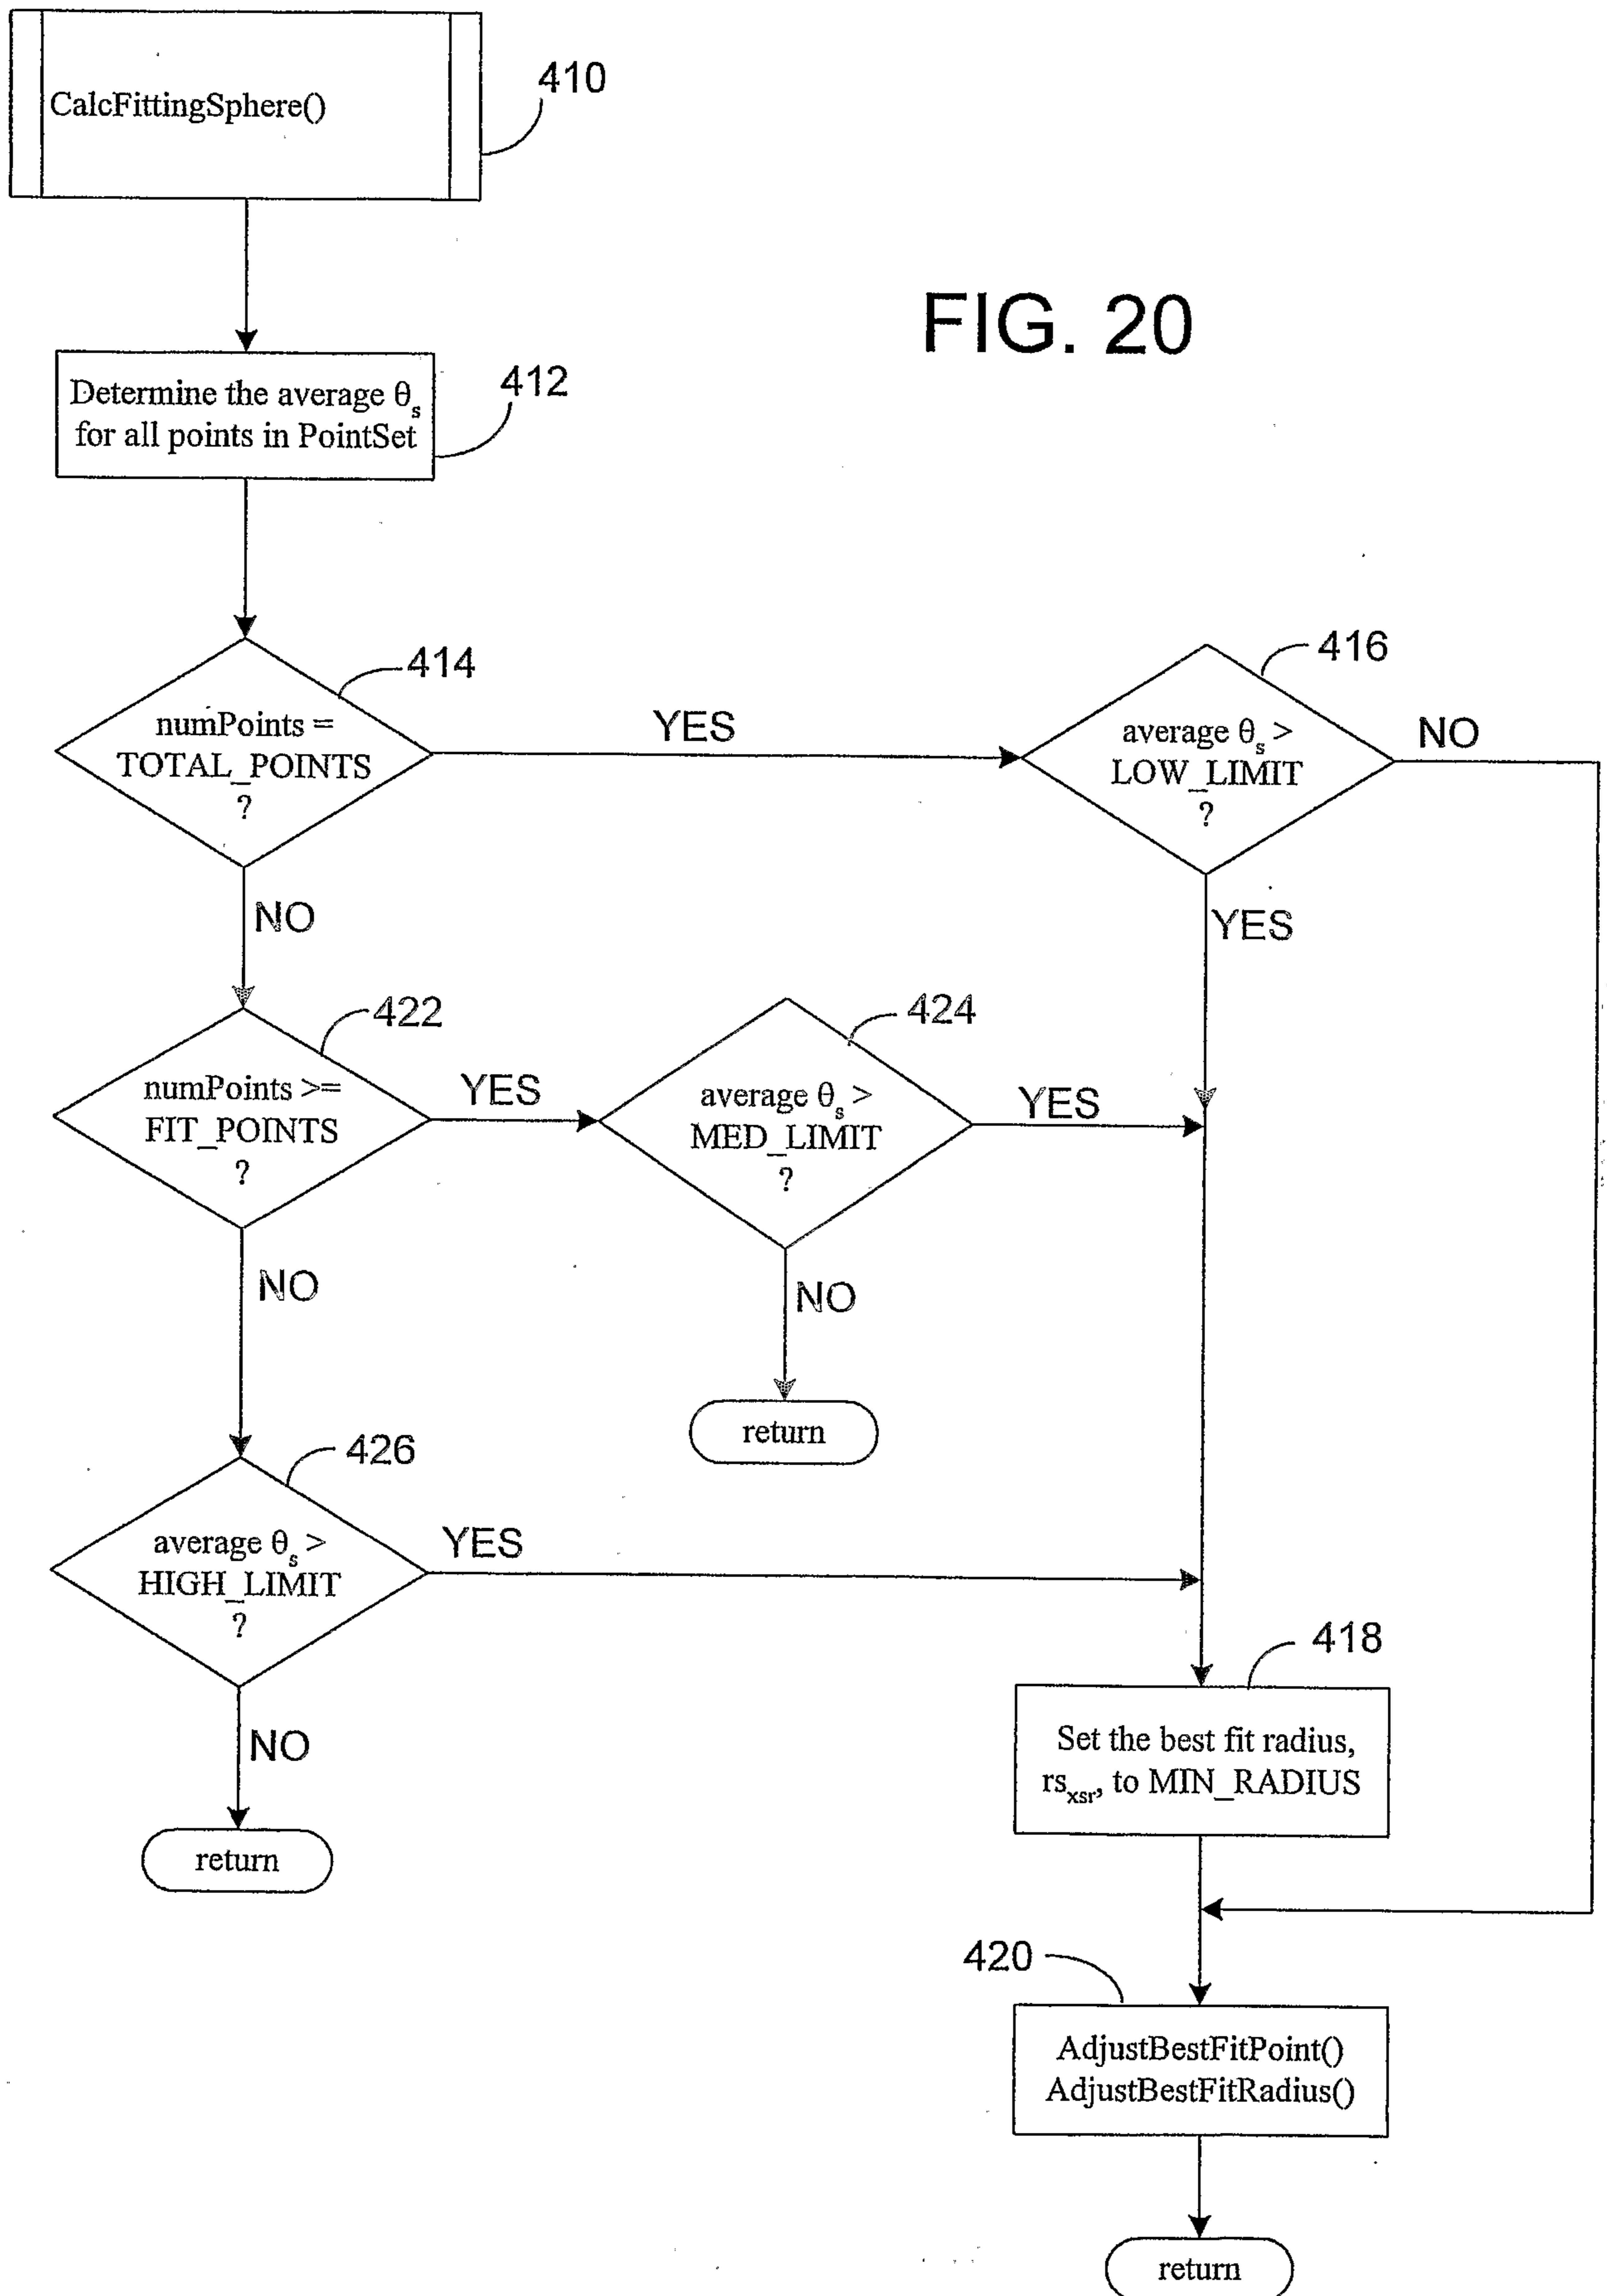 410
CalcFittingSphere()
FIG. 20
412
Determine the average θs
for all points in PointSet
414
numPoints =
TOTAL_POINTS
?
YES
416
average θs >
LOW_LIMIT
?
NO
NO
YES
422
numPoints >=
FIT_POINTS
?
YES
424
average θs >
MED_LIMIT
?
YES
NO
NO
return
426
average θs >
HIGH_LIMIT
?
YES
NO
return
418
Set the best fit radius,
rsxsr, to MIN_RADIUS
420
AdjustBestFitPoint()
AdjustBestFitRadius()
return